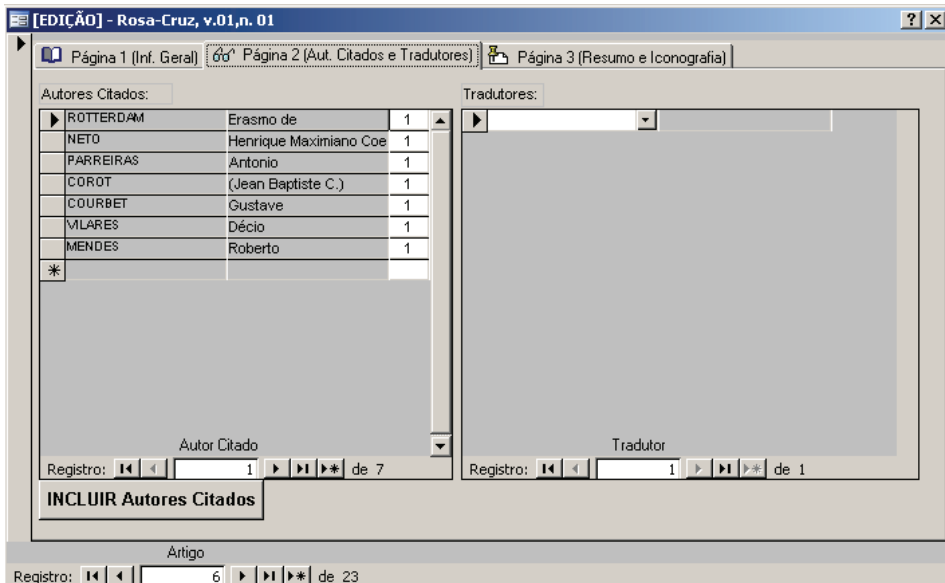 [EDIÇÃO] - Rosa-Cruz, v.01,n. 01
Página 1 (Inf. Geral) Página 2 (Aut. Citados e Tradutores) Página 3 (Resumo e Iconografia)
Autores Citados: Tradutores:
ROTTERDAM Erasmo de 1
NETO Henrique Maximiano Coe 1
PARREIRAS Antonio 1
COROT (Jean Baptiste C.) 1
COURBET Gustave 1
VILARES Décio 1
MENDES Roberto 1
Autor Citado Tradutor
Registro: 1 de 7 Registro: 1 de 1
INCLUIR Autores Citados
Artigo
Registro: 6 de 23